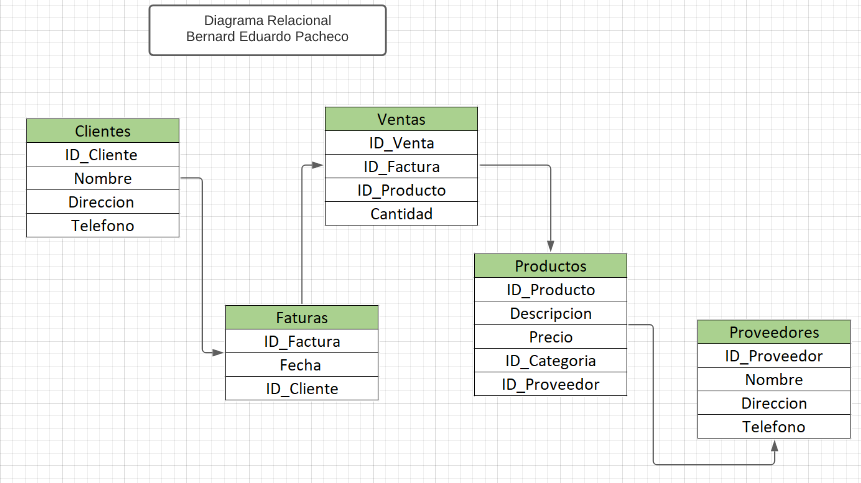 Diagrama Relacional
Bernard Eduardo Pacheco
Clientes
ID_Cliente
Nombre
Direccion
Telefono
Ventas
ID_Venta
ID_Factura
ID_Producto
Cantidad
Faturas
ID_Factura
Fecha
ID_Cliente
Productos
ID_Producto
Descripcion
Precio
ID_Categoria
ID_Proveedor
Proveedores
ID_Proveedor
Nombre
Direccion
Telefono